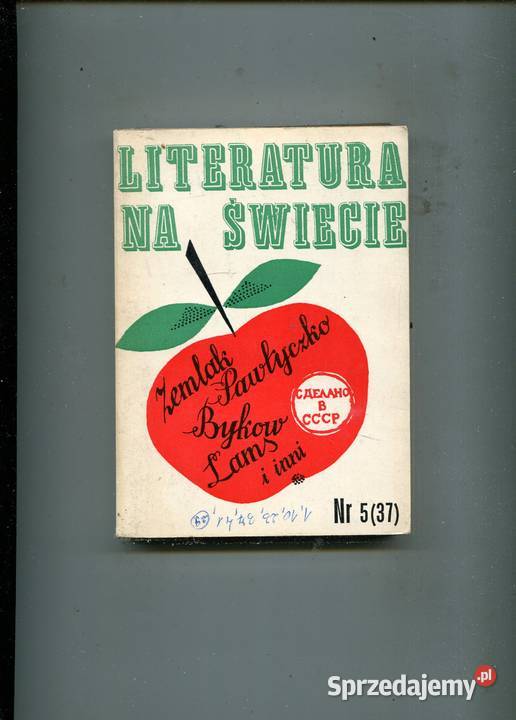 LITERATURA
NA ŚWIECIE
Zemlak
Pawłyczko
Bykow
Lams
i inni
СДЕЛАНО
В
СССР
Nr 5(37)
Sprzedajemy.pl